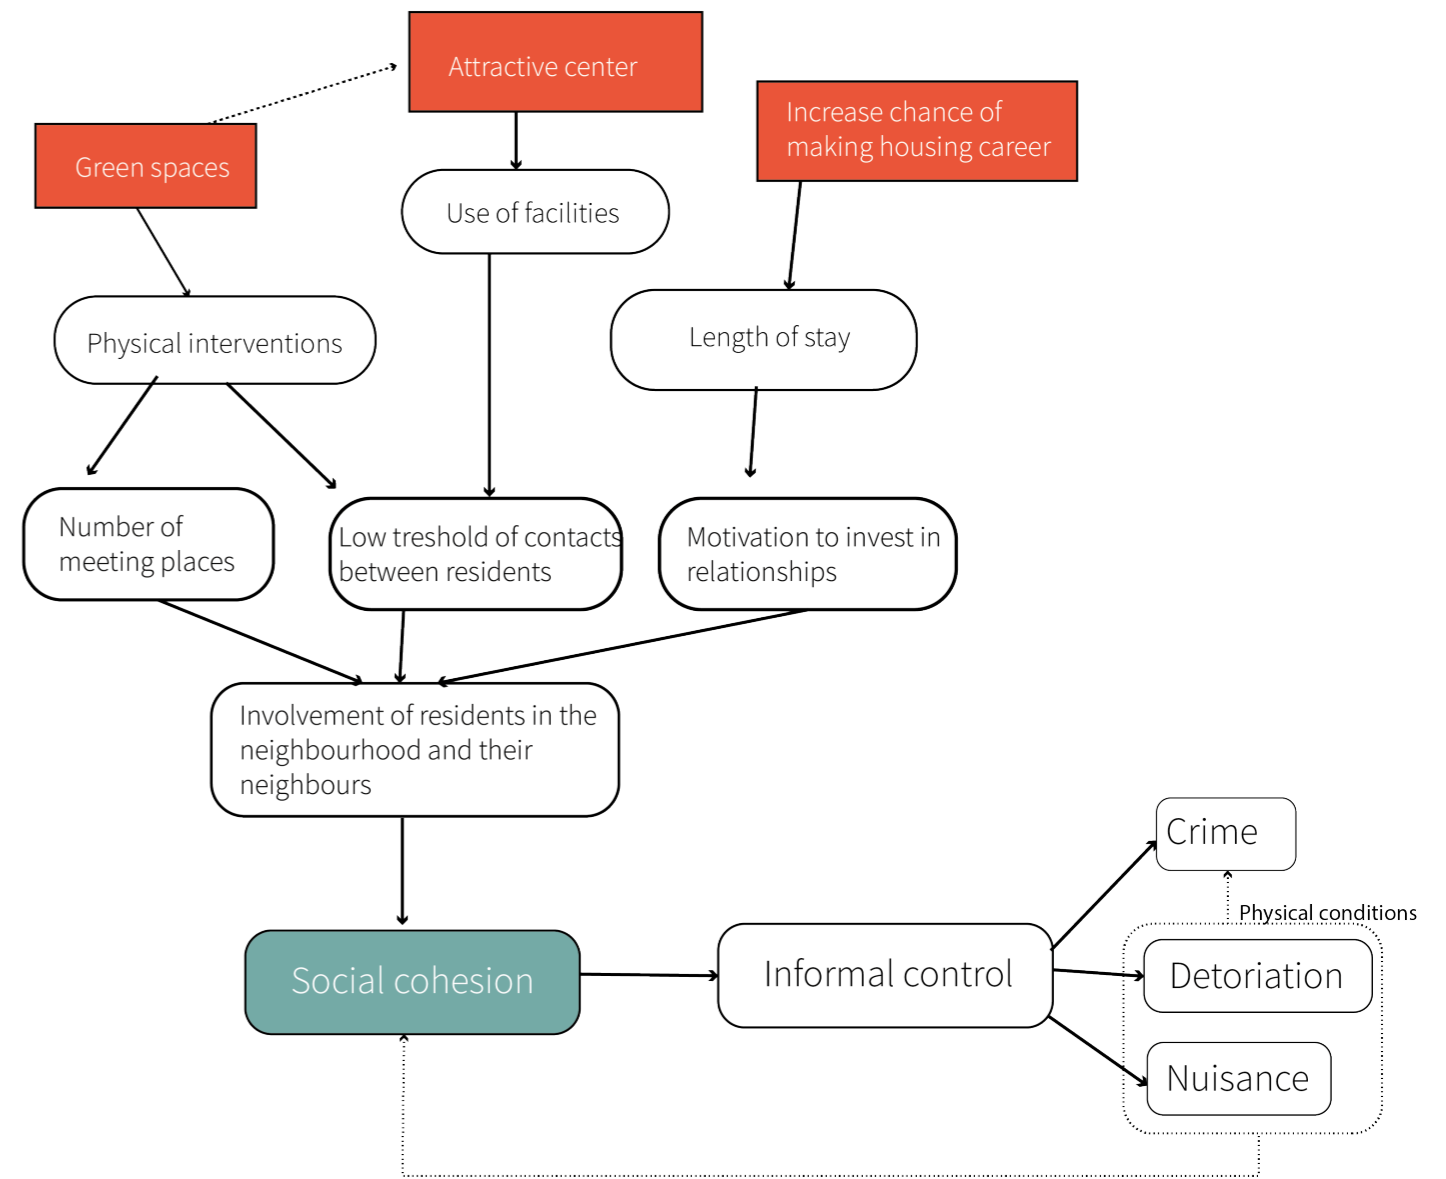 Attractive center
Increase chance of
making housing career
Green spaces
Use of facilities
Physical interventions
Length of stay
Number of
meeting places
Low treshold of contacts
between residents
Motivation to invest in
relationships
Involvement of residents in the
neighbourhood and their
neighbours
Crime
Physical conditions
Social cohesion
Informal control
Detoriation
Nuisance